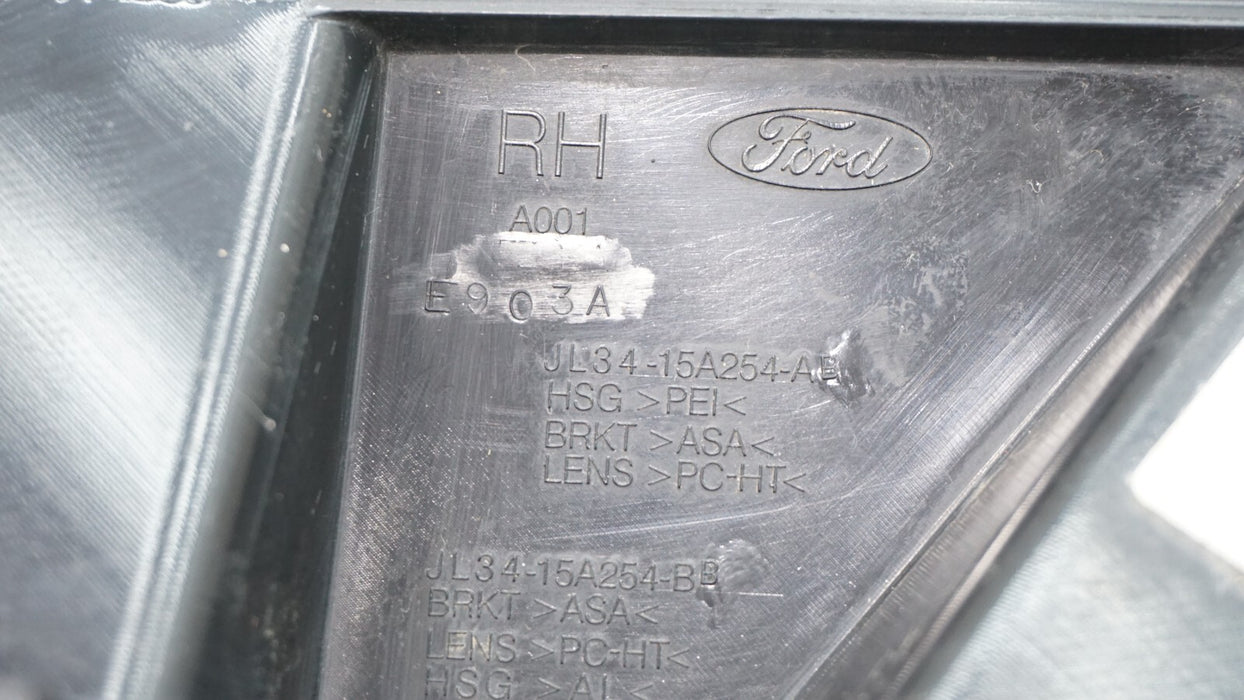 RH
Ford
A001
E903A
JL34-15A254-AB
HSG >PEI<
BRKT >ASA<
LENS >PC-HT<
JL34-15A254-BB
BRKT >ASA<
LENS >PC-HT<
HSG >AL<